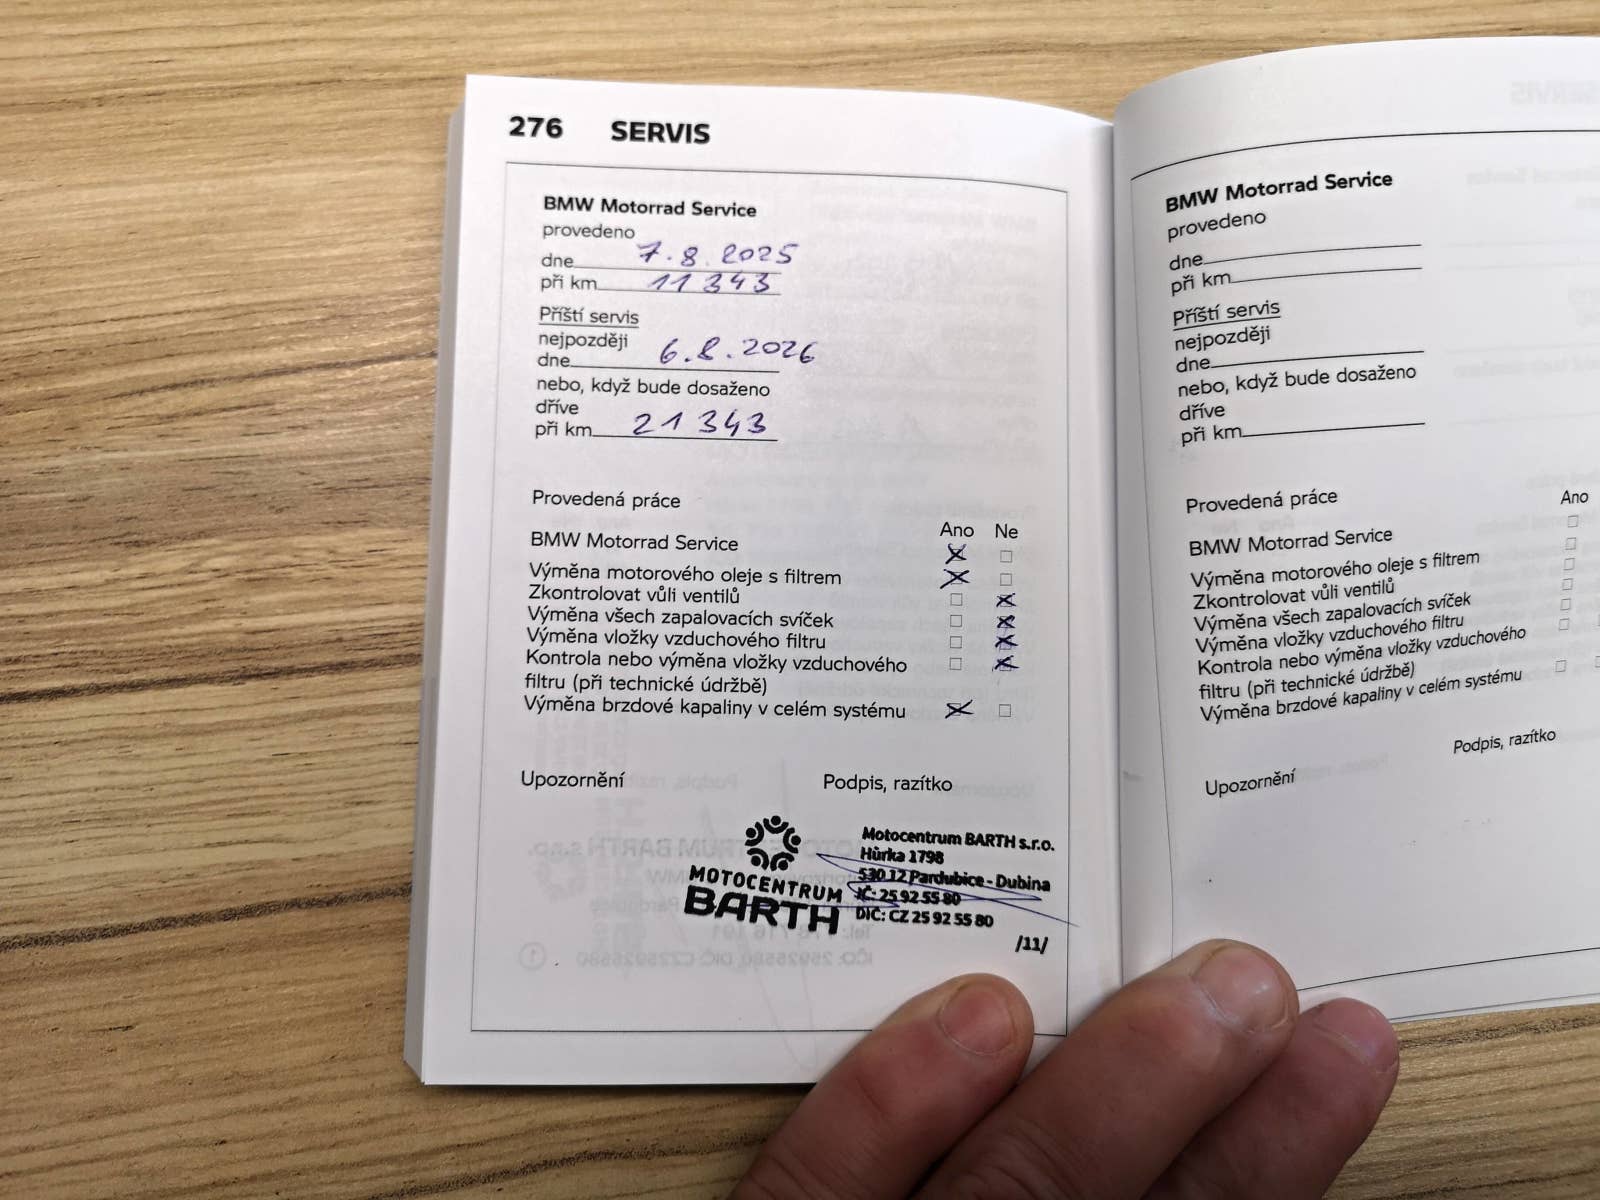 276 SERVIS
BMW Motorrad Service
provedeno
dne 7.8.2025
při km 11 343
Příští servis
nejpozději
dne 6.8.2026
nebo, když bude dosaženo
dříve
při km 21 343
Provedená práce
Ano Ne
BMW Motorrad Service
Výměna motorového oleje s filtrem
Zkontrolovat vůli ventilů
Výměna všech zapalovacích svíček
Výměna vložky vzduchového filtru
Kontrola nebo výměna vložky vzduchového
filtru (při technické údržbě)
Výměna brzdové kapaliny v celém systému
Upozornění Podpis, razítko
MOTOCENTRUM
BARTH
Motocentrum BARTH s.r.o.
Hůrka 1798
530 12 Pardubice - Dubina
IČ: 25 92 55 80
DIČ: CZ 25 92 55 80
/11/
BMW Motorrad Service
provedeno
dne
při km
Příští servis
nejpozději
dne
nebo, když bude dosaženo
dříve
při km
Provedená práce
Ano
BMW Motorrad Service
Výměna motorového oleje s filtrem
Zkontrolovat vůli ventilů
Výměna všech zapalovacích svíček
Výměna vložky vzduchového filtru
Kontrola nebo výměna vložky vzduchového
filtru (při technické údržbě)
Výměna brzdové kapaliny v celém systému
Upozornění Podpis, razítko